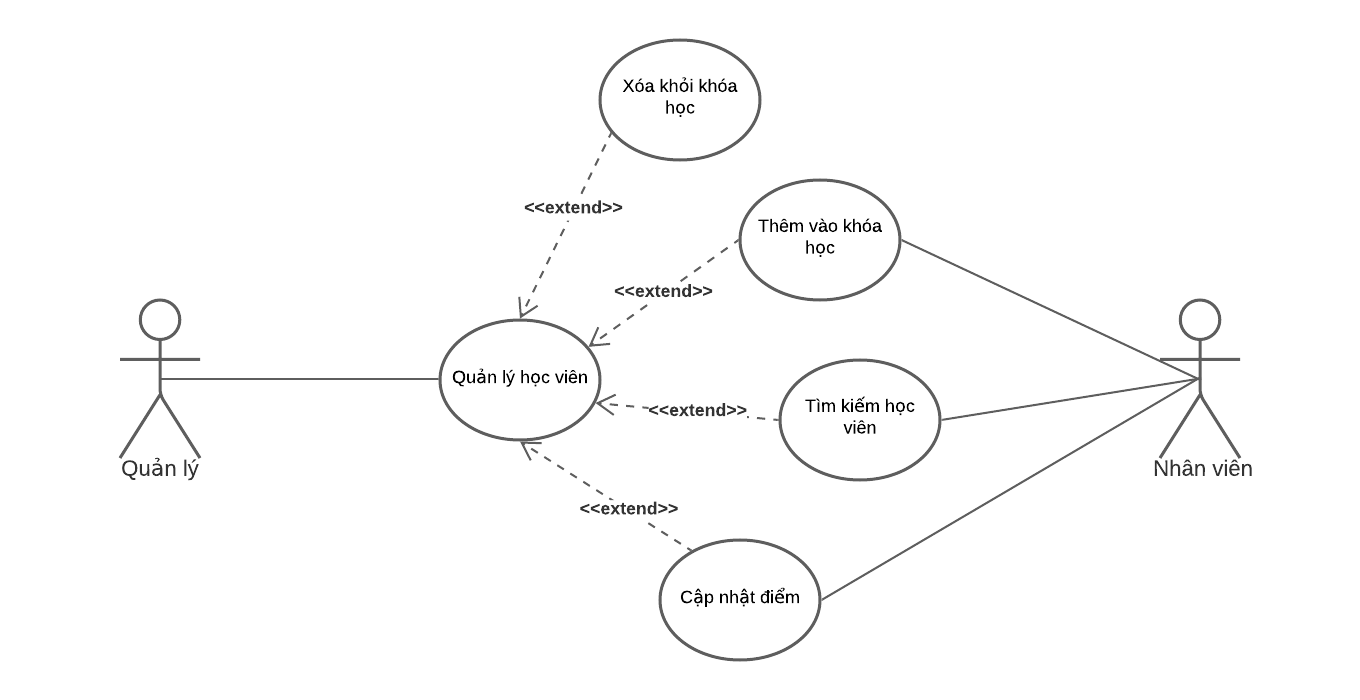 Xóa khỏi khóa
học
<<extend>>
Thêm vào khóa
học
<<extend>>
Quản lý học viên
<<extend>>
Tìm kiếm học
viên
Quản lý
Nhân viên
<<extend>>
Cập nhật điểm